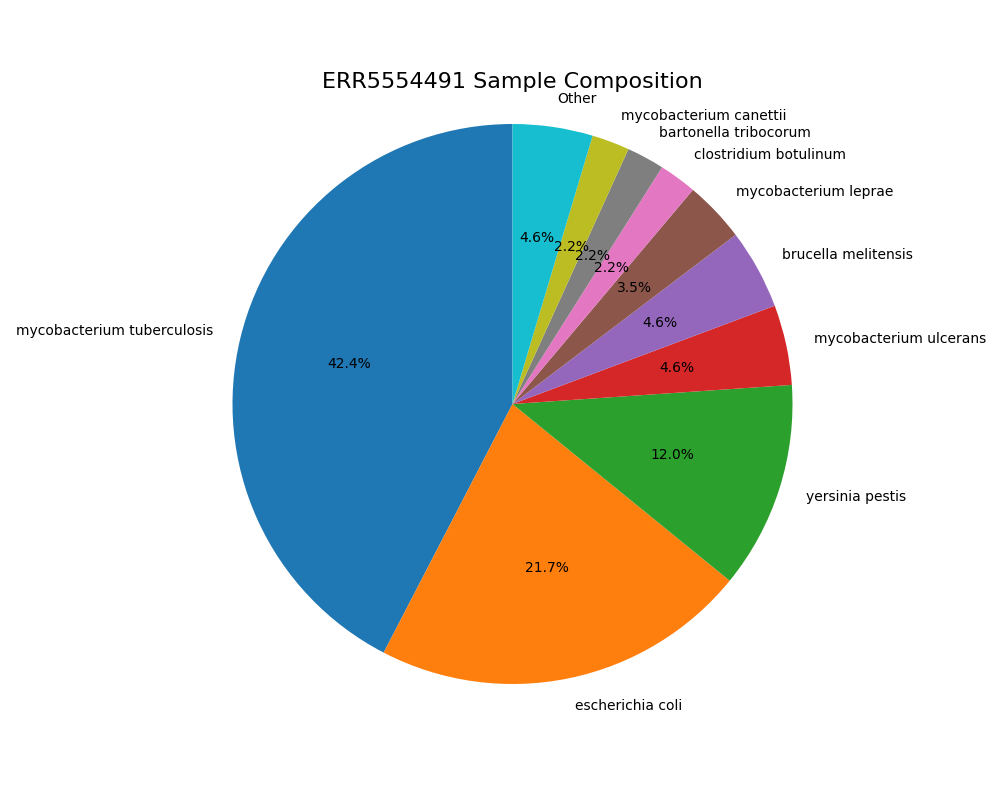 ERR5554491 Sample Composition
Other
mycobacterium canettii
bartonella tribocorum
clostridium botulinum
mycobacterium leprae
brucella melitensis
mycobacterium ulcerans
mycobacterium tuberculosis
yersinia pestis
escherichia coli
4.6%
2.2%
2.2%
2.2%
3.5%
4.6%
4.6%
42.4%
12.0%
21.7%